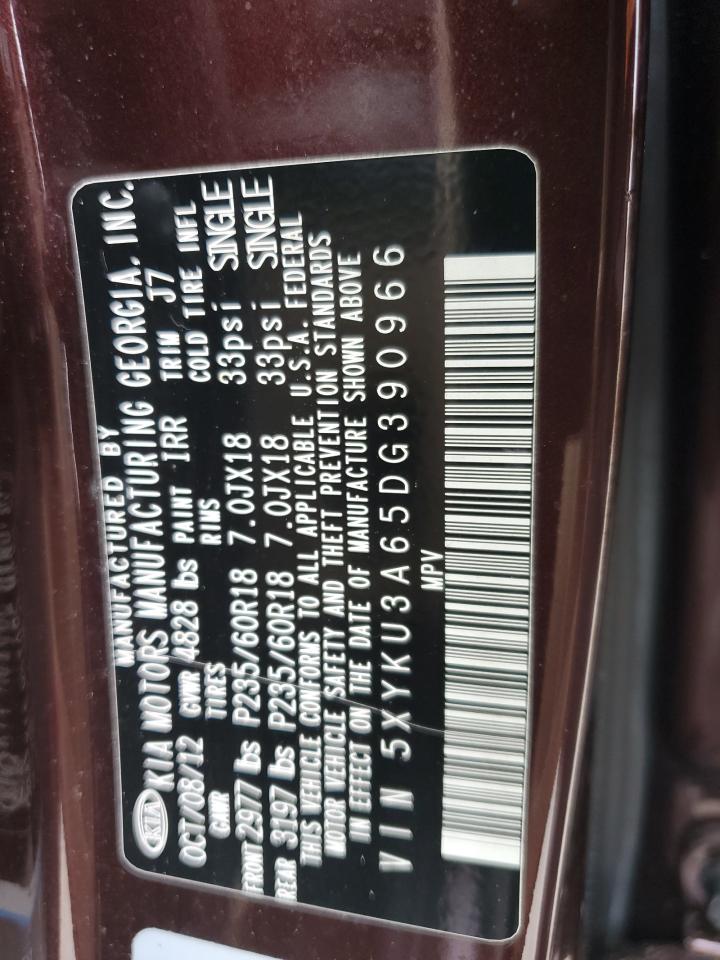 MANUFACTURED BY
KIA KIA MOTORS MANUFACTURING GEORGIA, INC.
OCT/08/12 GVWR 4828 lbs PAINT IRR TRIM J7
GAWR TIRES RIMS COLD TIRE INFL
FRONT 2977 lbs P235/60R18 7.0JX18 33psi SINGLE
REAR 3197 lbs P235/60R18 7.0JX18 33psi SINGLE
THIS VEHICLE CONFORMS TO ALL APPLICABLE U.S.A. FEDERAL
MOTOR VEHICLE SAFETY AND THEFT PREVENTION STANDARDS
IN EFFECT ON THE DATE OF MANUFACTURE SHOWN ABOVE
VIN 5XYKU3A65DG390966
MPV